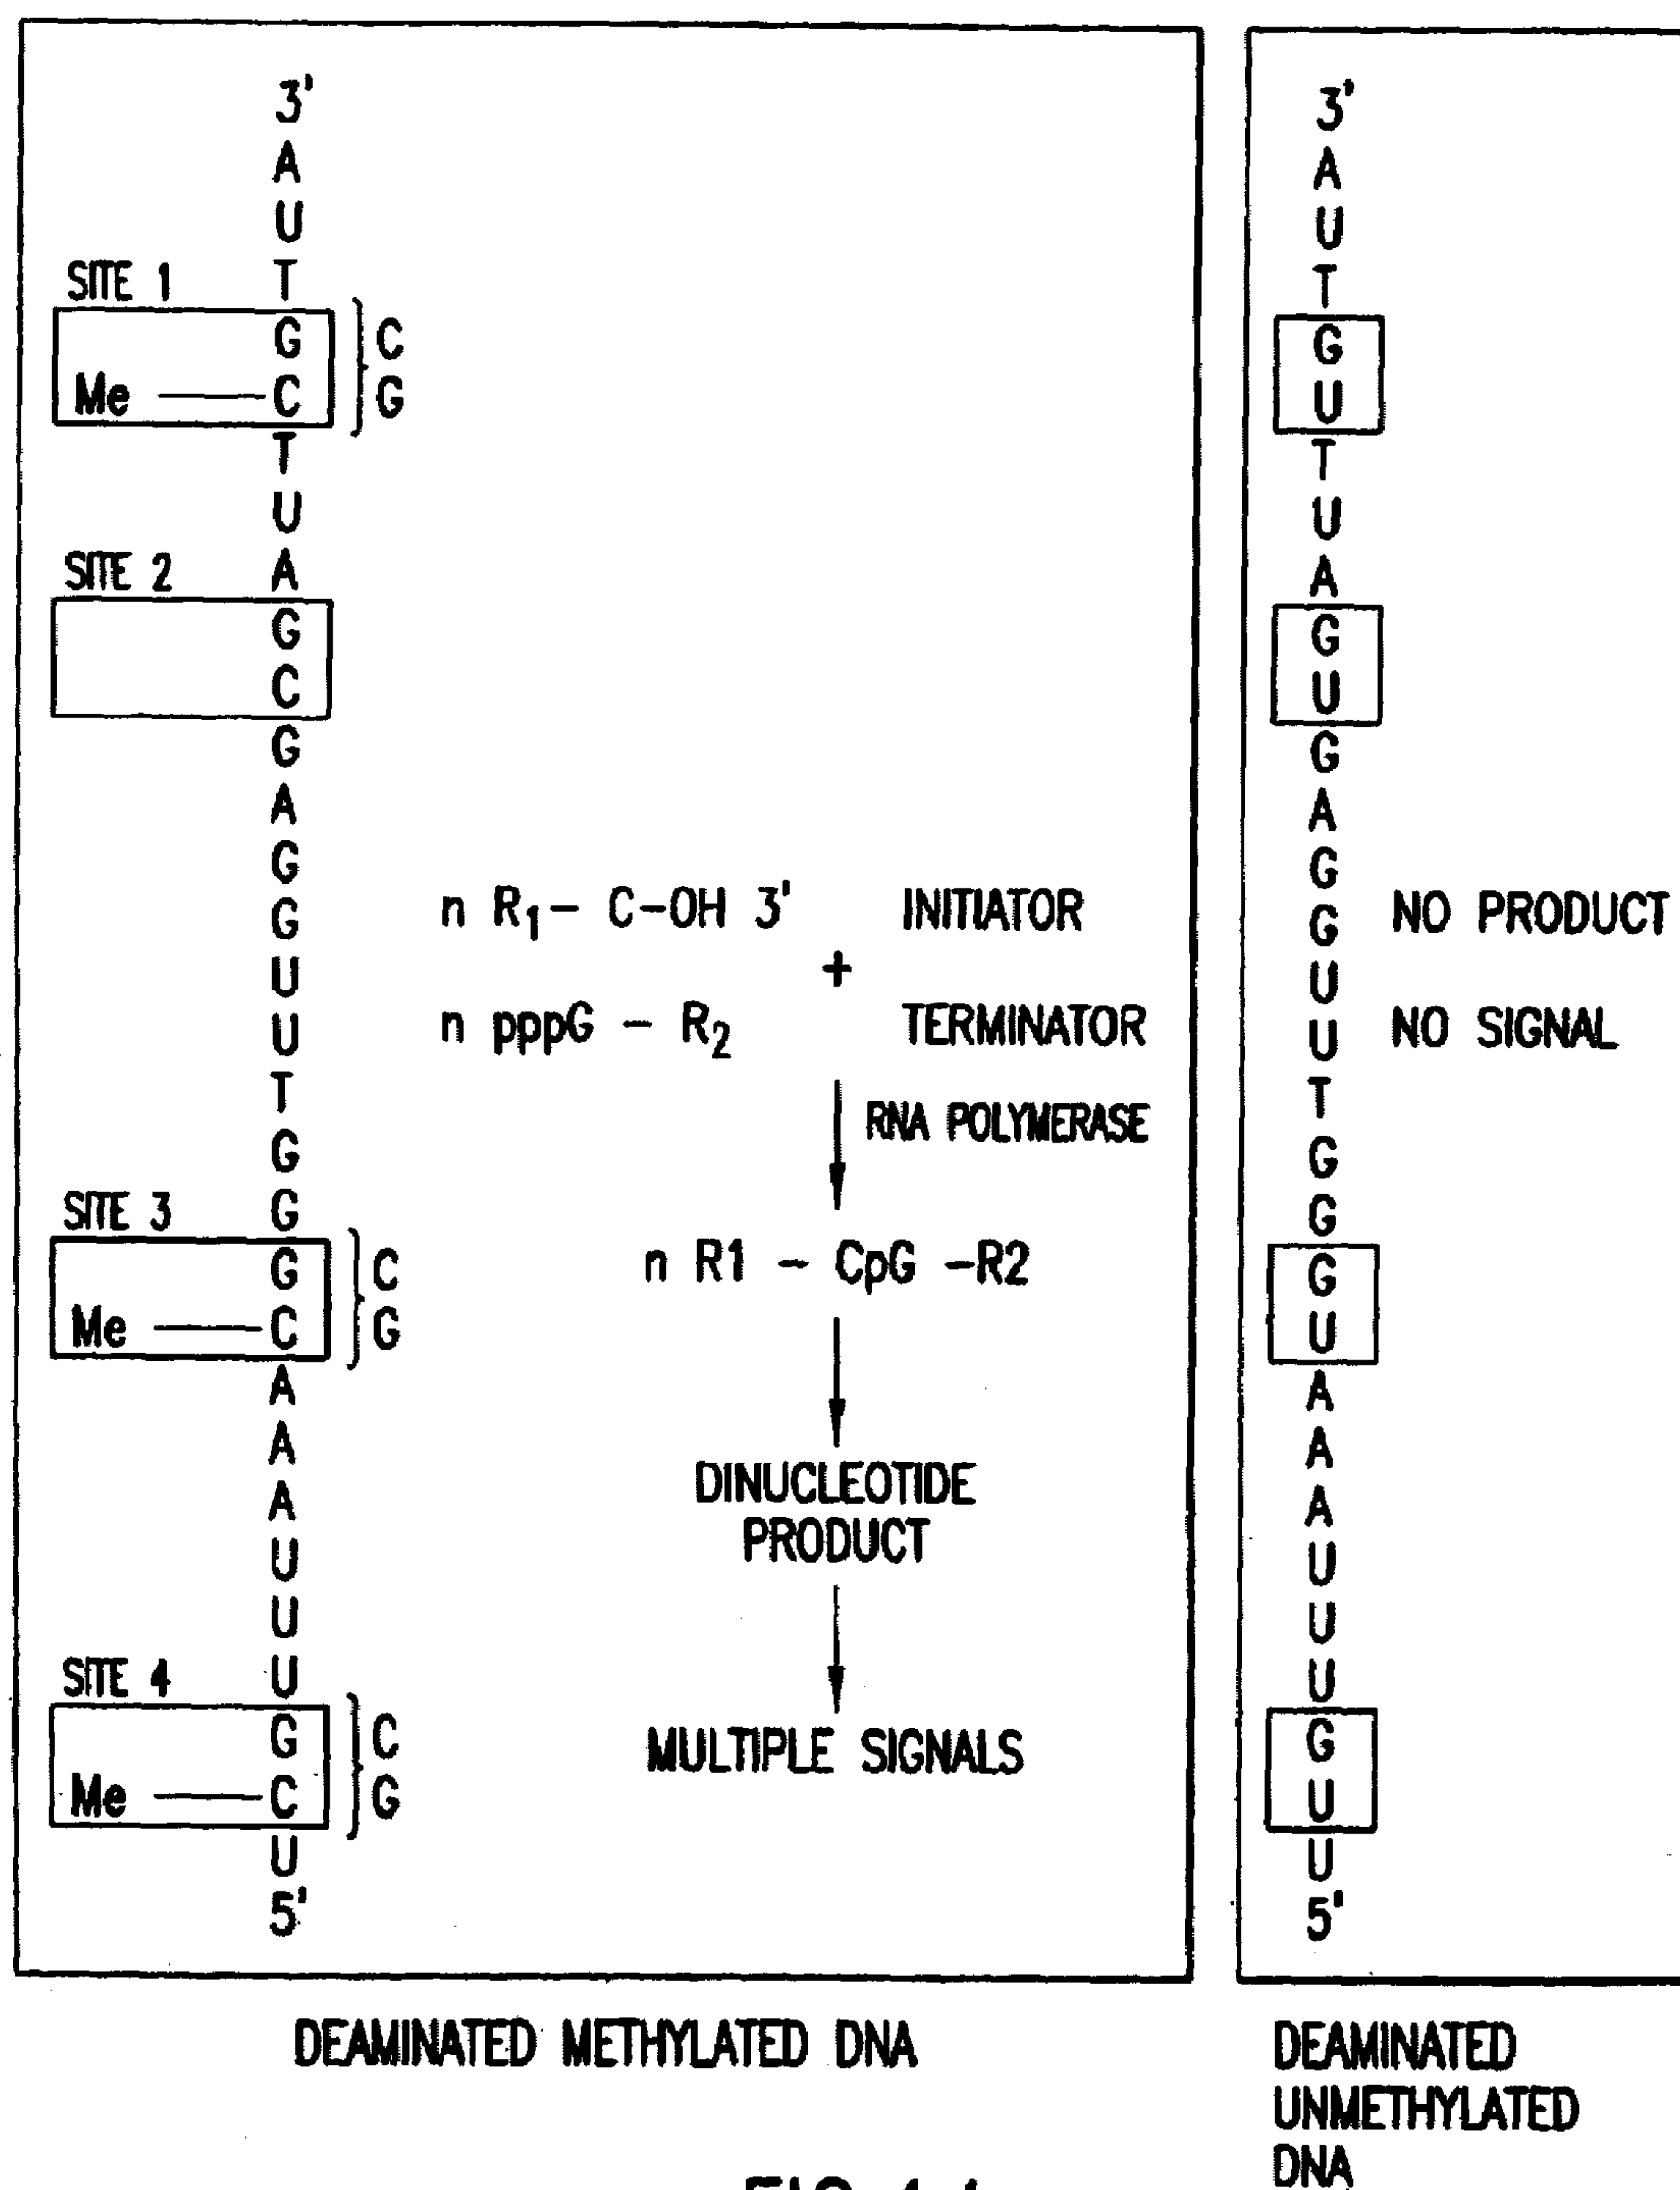 3'
A
U
SITE 1 T
G C
Me — C G
T
U
SITE 2 A
G
C
G
A
G
G n R1 – C-OH 3' INITIATOR
U +
U n pppG – R2 TERMINATOR
T RNA POLYMERASE
G
SITE 3 G
G C n R1 – CpG –R2
Me — C G
A
A
A DINUCLEOTIDE
U PRODUCT
U
SITE 4 U
G C MULTIPLE SIGNALS
Me — C G
U
5'
DEAMINATED METHYLATED DNA
3'
A
U
T
G
U
T
U
A
G
U
G
A
G
G NO PRODUCT
U
U NO SIGNAL
T
G
G
G
U
A
A
A
U
U
U
G
U
U
5'
DEAMINATED
UNMETHYLATED
DNA
FIG